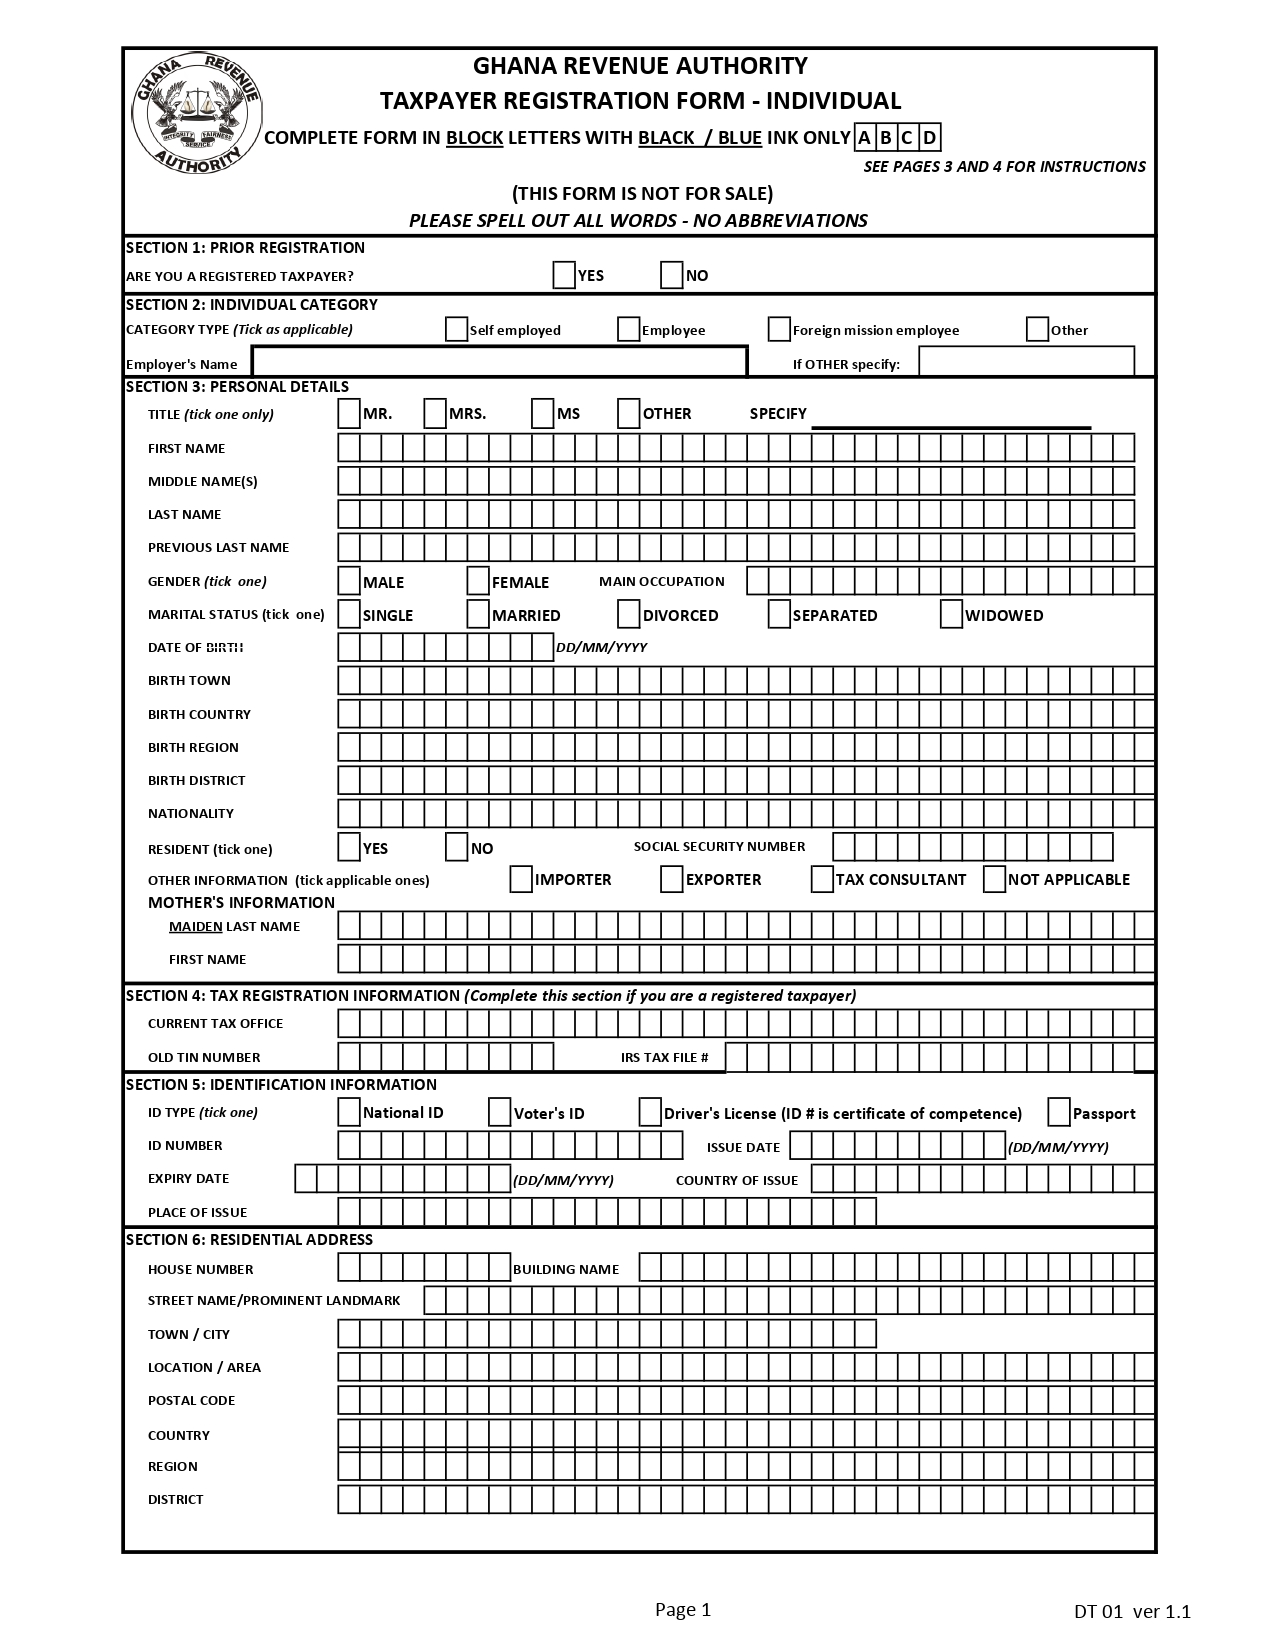 GHANA REVENUE AUTHORITY
GHANA REVENUE AUTHORITY
INTEGRITY FAIRNESS
SERVICE
TAXPAYER REGISTRATION FORM - INDIVIDUAL
COMPLETE FORM IN BLOCK LETTERS WITH BLACK / BLUE INK ONLY A B C D
SEE PAGES 3 AND 4 FOR INSTRUCTIONS
(THIS FORM IS NOT FOR SALE)
PLEASE SPELL OUT ALL WORDS - NO ABBREVIATIONS
SECTION 1: PRIOR REGISTRATION
ARE YOU A REGISTERED TAXPAYER? YES NO
SECTION 2: INDIVIDUAL CATEGORY
CATEGORY TYPE (Tick as applicable) Self employed Employee Foreign mission employee Other
Employer's Name If OTHER specify:
SECTION 3: PERSONAL DETAILS
TITLE (tick one only) MR. MRS. MS OTHER SPECIFY
FIRST NAME
MIDDLE NAME(S)
LAST NAME
PREVIOUS LAST NAME
GENDER (tick one) MALE FEMALE MAIN OCCUPATION
MARITAL STATUS (tick one) SINGLE MARRIED DIVORCED SEPARATED WIDOWED
DATE OF BIRTH DD/MM/YYYY
BIRTH TOWN
BIRTH COUNTRY
BIRTH REGION
BIRTH DISTRICT
NATIONALITY
RESIDENT (tick one) YES NO SOCIAL SECURITY NUMBER
OTHER INFORMATION (tick applicable ones) IMPORTER EXPORTER TAX CONSULTANT NOT APPLICABLE
MOTHER'S INFORMATION
MAIDEN LAST NAME
FIRST NAME
SECTION 4: TAX REGISTRATION INFORMATION (Complete this section if you are a registered taxpayer)
CURRENT TAX OFFICE
OLD TIN NUMBER IRS TAX FILE #
SECTION 5: IDENTIFICATION INFORMATION
ID TYPE (tick one) National ID Voter's ID Driver's License (ID # is certificate of competence) Passport
ID NUMBER ISSUE DATE (DD/MM/YYYY)
EXPIRY DATE (DD/MM/YYYY) COUNTRY OF ISSUE
PLACE OF ISSUE
SECTION 6: RESIDENTIAL ADDRESS
HOUSE NUMBER BUILDING NAME
STREET NAME/PROMINENT LANDMARK
TOWN / CITY
LOCATION / AREA
POSTAL CODE
COUNTRY
REGION
DISTRICT
Page 1
DT 01 ver 1.1